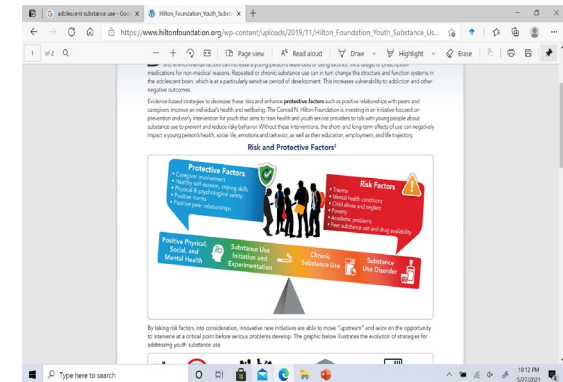 adolescent substance use - Goo
Hilton_Foundation_Youth_Substa
https://www.hiltonfoundation.org/wp-content/uploads/2019/11/Hilton_Foundation_Youth_Substance_Us...
1 of 2
Page view
Read aloud
Draw
Highlight
Erase
medications for non-medical reasons. Repeated or chronic substance use can in turn change the structure and function systems in
the adolescent brain, which is at a particularly sensitive period of development. This increases vulnerability to addiction and other
negative outcomes.
Evidence-based strategies to decrease these risks and enhance protective factors such as positive relationships with peers and
caregivers improve an individual's health and wellbeing. The Conrad N. Hilton Foundation is investing in an initiative focused on
prevention and early intervention for youth that aims to train health and youth service providers to talk with young people about
substance use to prevent and reduce risky behavior. Without these interventions, the short- and long-term effects of use can negatively
impact a young person's health, social life, emotions and behavior, as well as their education, employment, and life trajectory.
Risk and Protective Factors²
Protective Factors
• Caregiver involvement
• Healthy self-esteem, coping skills
• Physical & psychological safety
• Positive norms
• Positive peer relationships
Risk Factors
• Trauma
• Mental health conditions
• Child abuse and neglect
• Poverty
• Academic problems
• Peer substance use and drug availability
Positive Physical,
Social, and
Mental Health
Substance Use
Initiation and
Experimentation
Chronic
Substance Use
Substance
Use Disorder
By taking risk factors into consideration, innovative new initiatives are able to move "upstream" and seize on the opportunity
to intervene at a critical point before serious problems develop. The graphic below illustrates the evolution of strategies for
addressing youth substance use.
Type here to search
10:12 PM
5/27/2021